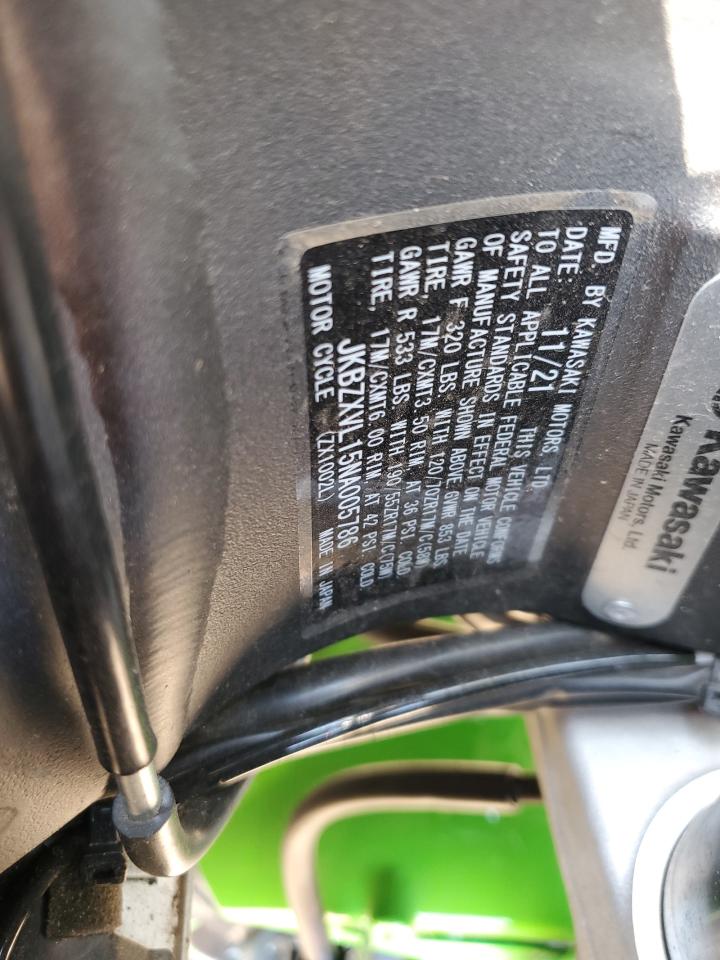 MFD. BY KAWASAKI MOTORS, LTD.
DATE: 11/21 THIS VEHICLE CONFORMS
TO ALL APPLICABLE FEDERAL MOTOR VEHICLE
SAFETY STANDARDS IN EFFECT ON THE DATE
OF MANUFACTURE SHOWN ABOVE GVWR 853 LBS
GAWR F 320 LBS. WITH 120/70ZR17M/C(58W)
TIRE, 17M/CXMT3.50 RIM, AT 36 PSI. COLD
GAWR R 533 LBS WITH 190/55ZR17M/C(75W)
TIRE, 17M/CXMT6.00 RIM, AT 42 PSI. COLD
JKBZXVL15NA005786
MOTOR CYCLE (ZX1002L) MADE IN JAPAN
Kawasaki
Kawasaki Motors, Ltd.
MADE IN JAPAN